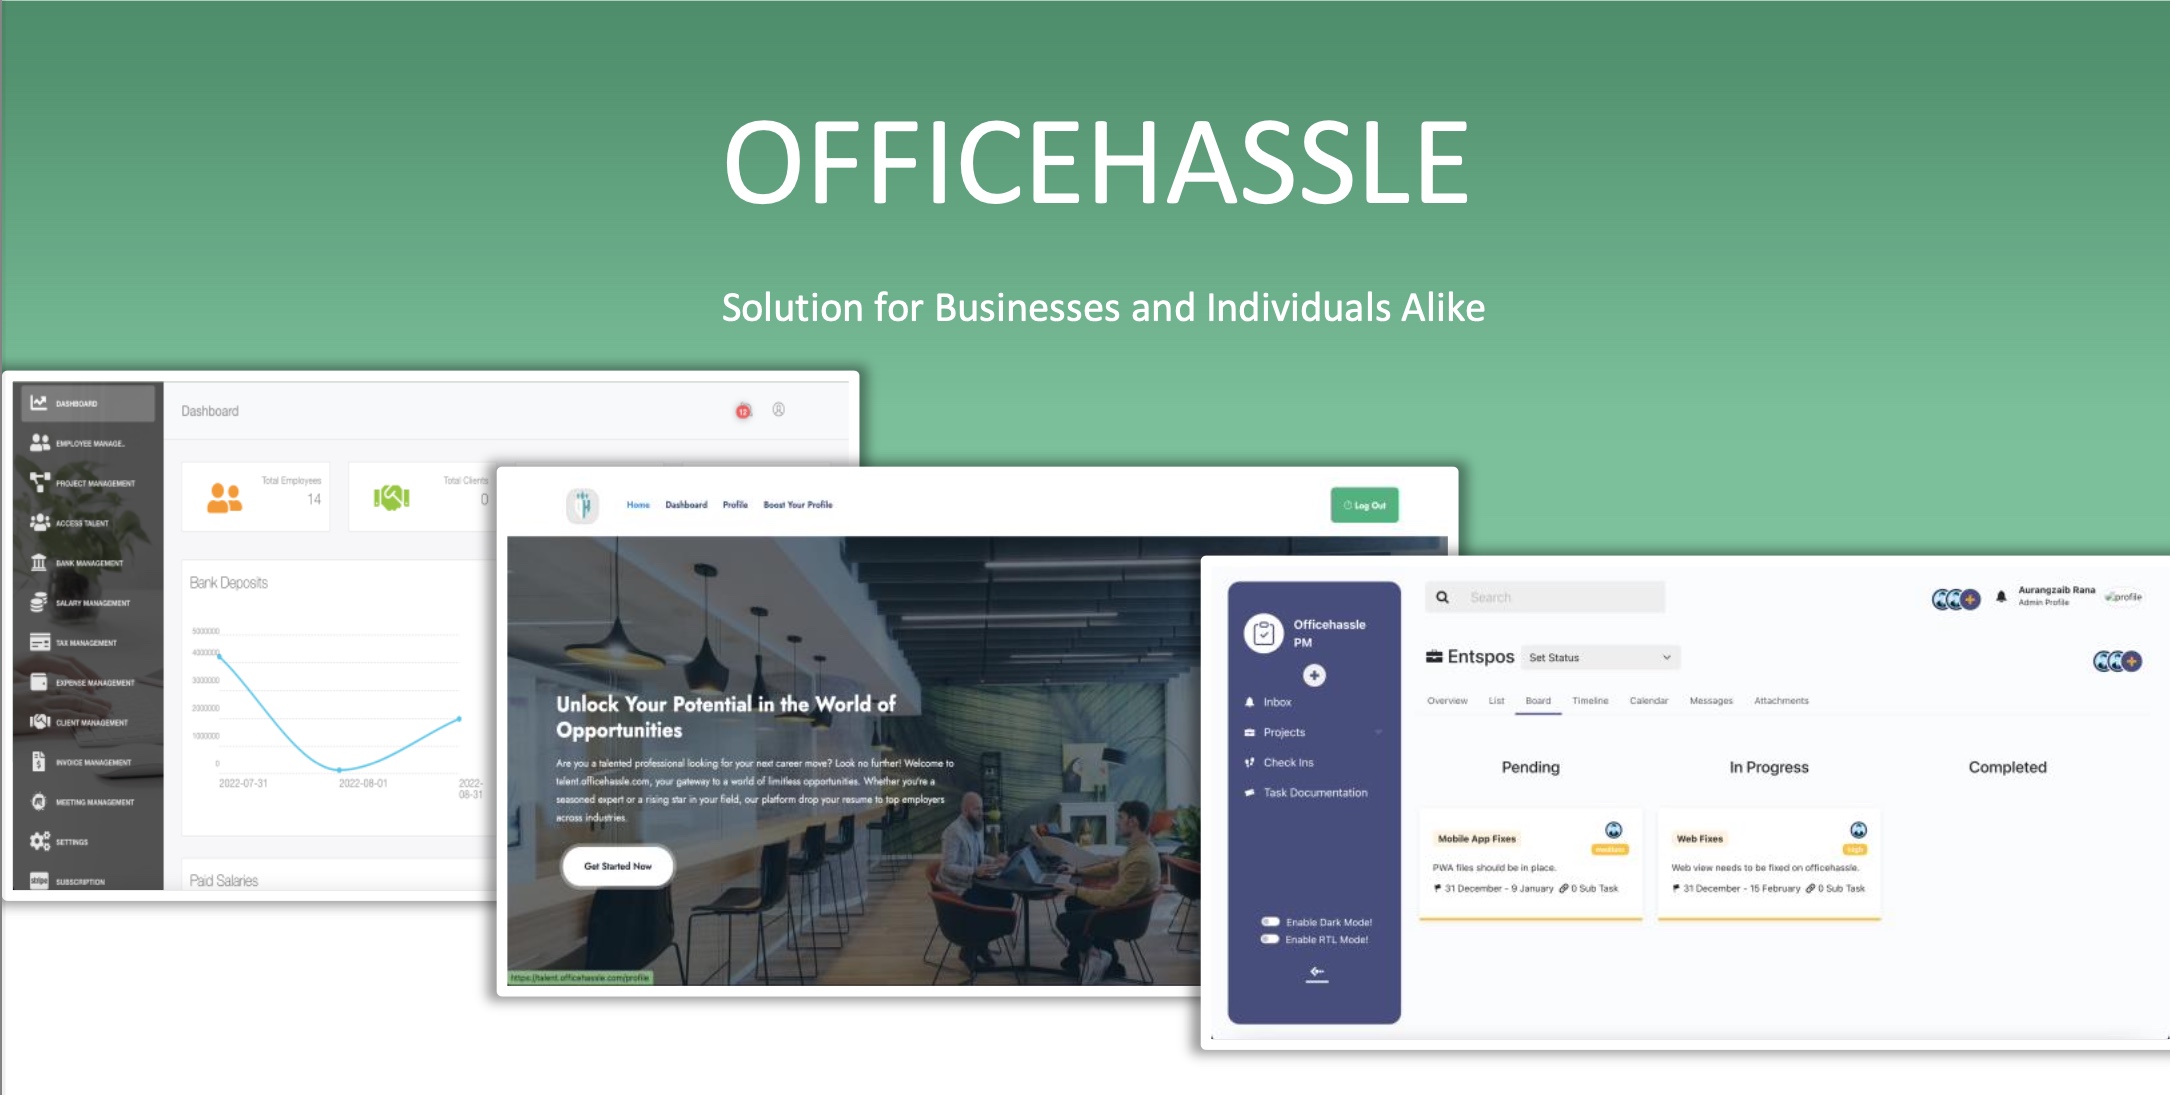 OFFICEHASSLE
Solution for Businesses and Individuals Alike
DASHBOARD
EMPLOYEE MANAGE..
PROJECT MANAGEMENT
ACCESS TALENT
BANK MANAGEMENT
SALARY MANAGEMENT
TAX MANAGEMENT
EXPENSE MANAGEMENT
CLIENT MANAGEMENT
INVOICE MANAGEMENT
MEETING MANAGEMENT
SETTINGS
stripe SUBSCRIPTION
Dashboard
12
Total Employees
14
Total Clients
0
Bank Deposits
5000000
4000000
3000000
2000000
1000000
0
2022-07-31
2022-08-01
2022-
08-31
Paid Salaries
Home Dashboard Profile Boost Your Profile
Log Out
Unlock Your Potential in the World of
Opportunities
Are you a talented professional looking for your next career move? Look no further! Welcome to
talent.officehassle.com, your gateway to a world of limitless opportunities. Whether you're a
seasoned expert or a rising star in your field, our platform drop your resume to top employers
across industries.
Get Started Now
https://talent.officehassle.com/profile
Officehassle
PM
Inbox
Projects
Check Ins
Task Documentation
Enable Dark Mode!
Enable RTL Mode!
Search
Aurangzaib Rana
Admin Profile
profile
Entspos
Set Status
Overview List Board Timeline Calendar Messages Attachments
Pending
In Progress
Completed
Mobile App Fixes
medium
PWA files should be in place.
31 December - 9 January 0 Sub Task
Web Fixes
high
Web view needs to be fixed on officehassle.
31 December - 15 February 0 Sub Task